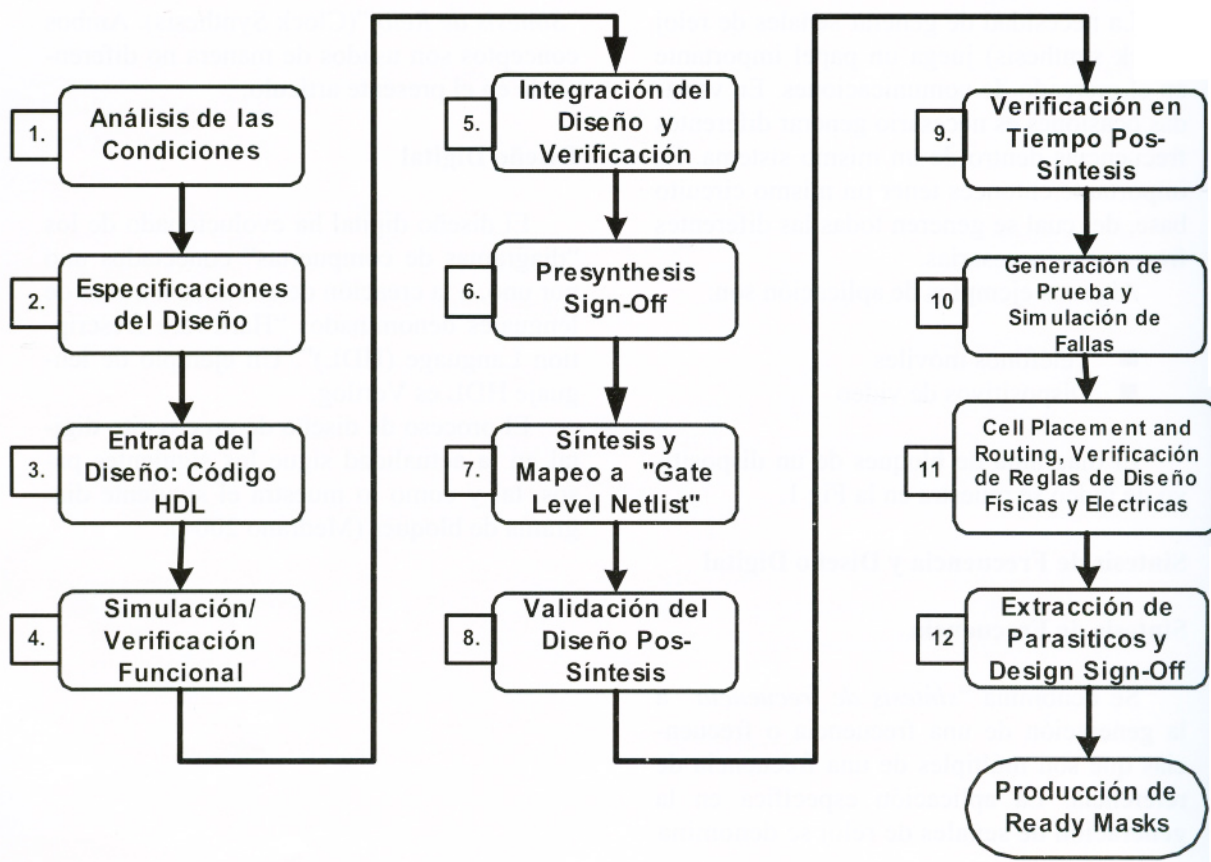 1.
Análisis de las
Condiciones
2.
Especificaciones
del Diseño
3.
Entrada del
Diseño: Código
HDL
4.
Simulación/
Verificación
Funcional
5.
Integración del
Diseño y
Verificación
6.
Presynthesis
Sign-Off
7.
Síntesis y
Mapeo a "Gate
Level Netlist"
8.
Validación del
Diseño Pos-
Síntesis
9.
Verificación en
Tiempo Pos-
Síntesis
10
Generación de
Prueba y
Simulación de
Fallas
11
Cell Placement and
Routing, Verificación
de Reglas de Diseño
Físicas y Electricas
12
Extracción de
Parasiticos y
Design Sign-Off
Producción de
Ready Masks